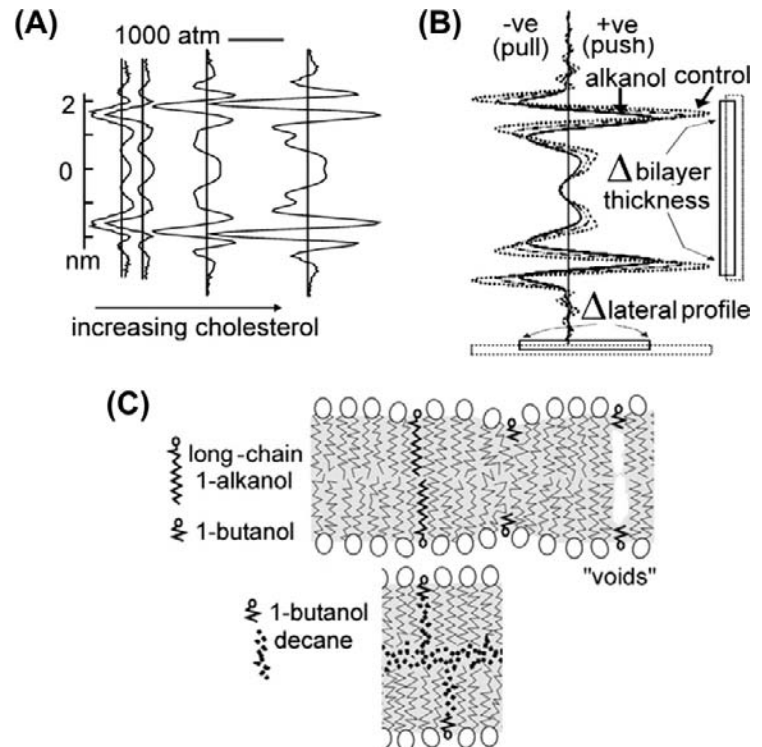 (A)
1000 atm
2
0
nm
increasing cholesterol
(B)
-ve +ve
(pull) (push)
alkanol control
Δ bilayer
thickness
Δlateral profile
(C)
long-chain
1-alkanol
1-butanol
"voids"
1-butanol
decane